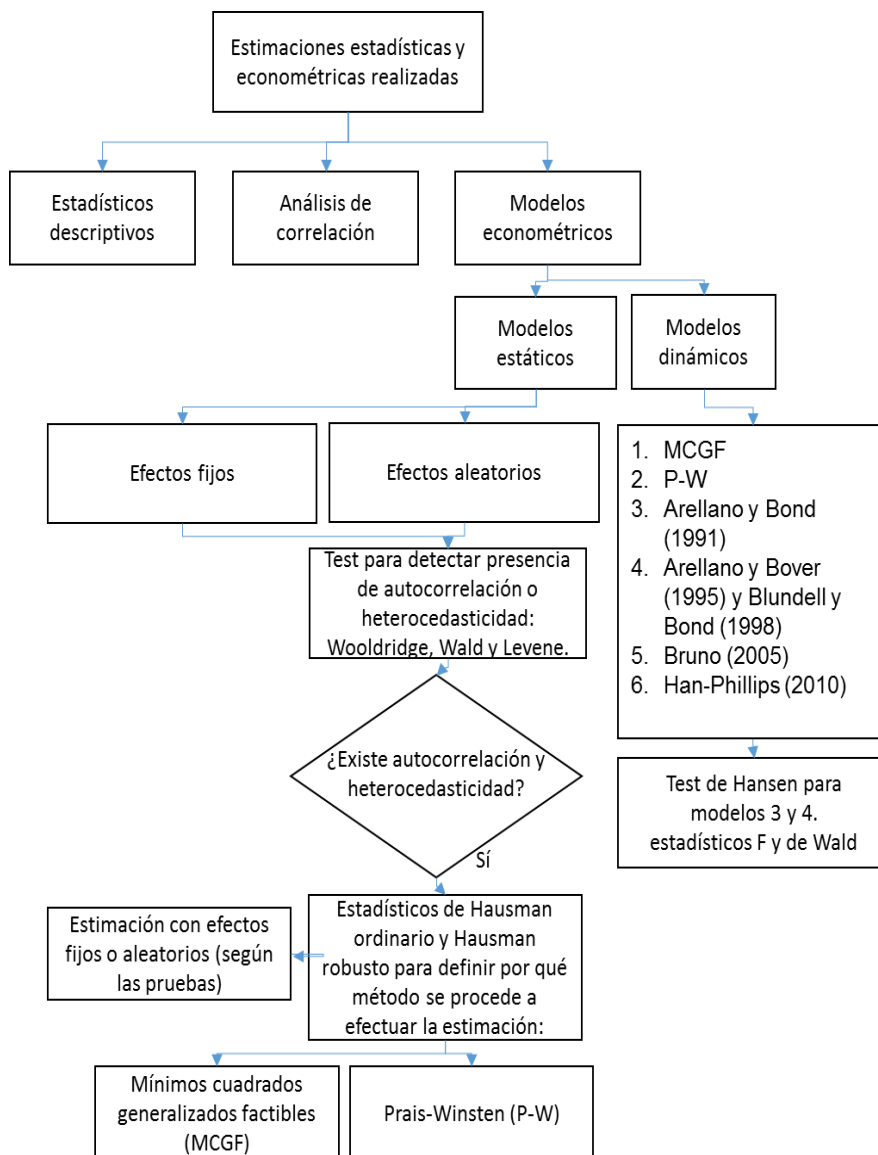 Estimaciones estadísticas y
econométricas realizadas
Estadísticos
descriptivos
Análisis de
correlación
Modelos
econométricos
Modelos
estáticos
Modelos
dinámicos
Efectos fijos
Efectos aleatorios
1. MCGF
2. P-W
3. Arellano y Bond
(1991)
4. Arellano y Bover
(1995) y Blundell y
Bond (1998)
5. Bruno (2005)
6. Han-Phillips (2010)
Test para detectar presencia
de autocorrelación o
heterocedasticidad:
Wooldridge, Wald y Levene.
¿Existe autocorrelación y
heterocedasticidad?
Sí
Test de Hansen para
modelos 3 y 4.
estadísticos F y de Wald
Estadísticos de Hausman
ordinario y Hausman
robusto para definir por qué
método se procede a
efectuar la estimación:
Estimación con efectos
fijos o aleatorios (según
las pruebas)
Mínimos cuadrados
generalizados factibles
(MCGF)
Prais-Winsten (P-W)